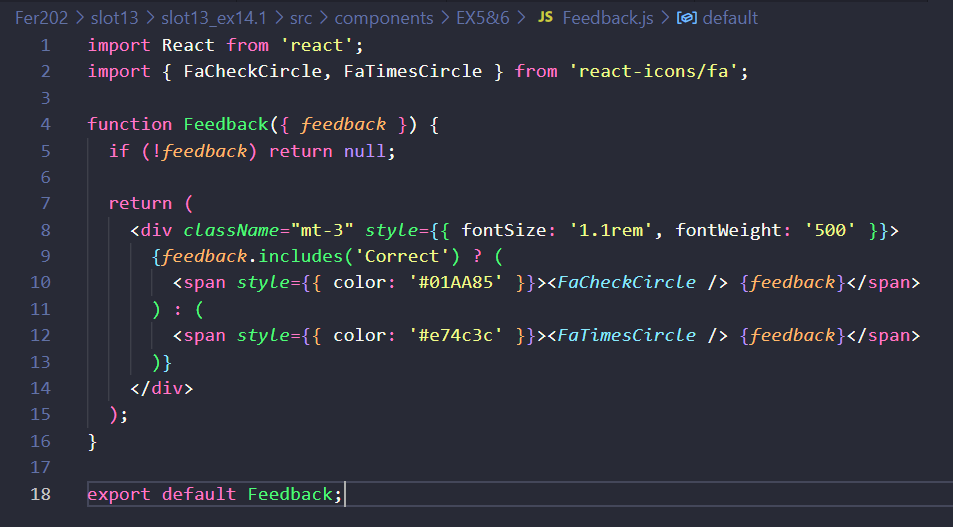 Fer202 > slot13 > slot13_ex14.1 > src > components > EX5&6 > JS Feedback.js > default
1 import React from 'react';
2 import { FaCheckCircle, FaTimesCircle } from 'react-icons/fa';
3
4 function Feedback({ feedback }) {
5   if (!feedback) return null;
6
7   return (
8     <div className="mt-3" style={{ fontSize: '1.1rem', fontWeight: '500' }}>
9       {feedback.includes('Correct') ? (
10         <span style={{ color: '#01AA85' }}><FaCheckCircle /> {feedback}</span>
11       ) : (
12         <span style={{ color: '#e74c3c' }}><FaTimesCircle /> {feedback}</span>
13       )}
14     </div>
15   );
16 }
17
18 export default Feedback;